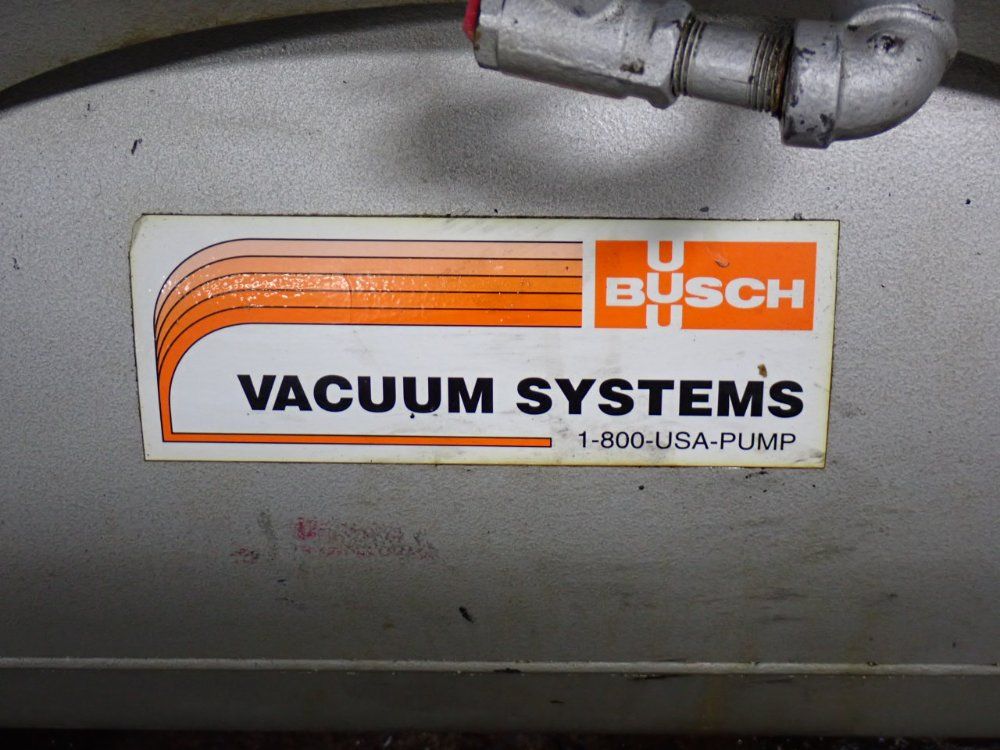 BUSCH
VACUUM SYSTEMS
1-800-USA-PUMP